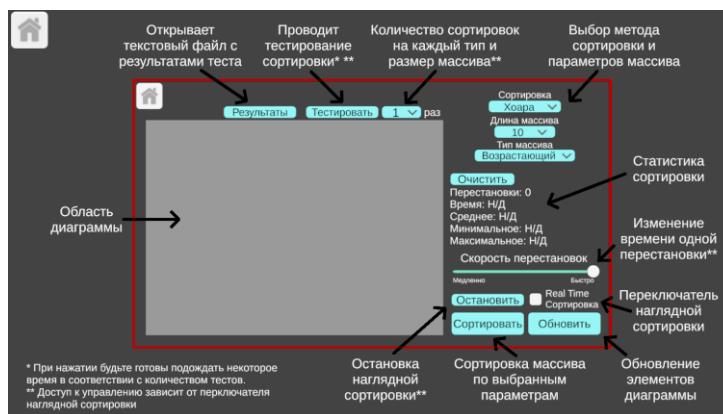 Открывает
текстовый файл с
результатами теста
Проводит
тестирование
сортировки* **
Количество сортировок
на каждый тип и
размер массива**
Выбор метода
сортировки и
параметров массива
Результаты
Тестировать
1
раз
Сортировка
Хоара
Длина массива
10
Тип массива
Возрастающий
Очистить
Перестановки: 0
Время: Н/Д
Среднее: Н/Д
Минимальное: Н/Д
Максимальное: Н/Д
Статистика
сортировки
Область
диаграммы
Скорость перестановок
Медленно
Быстро
Изменение
времени одной
перестановки**
Остановить
Real Time
Сортировка
Переключатель
наглядной
сортировки
Сортировать
Обновить
* При нажатии будьте готовы подождать некоторое
время в соответствии с количеством тестов.
** Доступ к управлению зависит от перключателя
наглядной сортировки
Остановка
наглядной
сортировки**
Сортировка массива
по выбранным
параметрам
Обновление
элементов
диаграммы